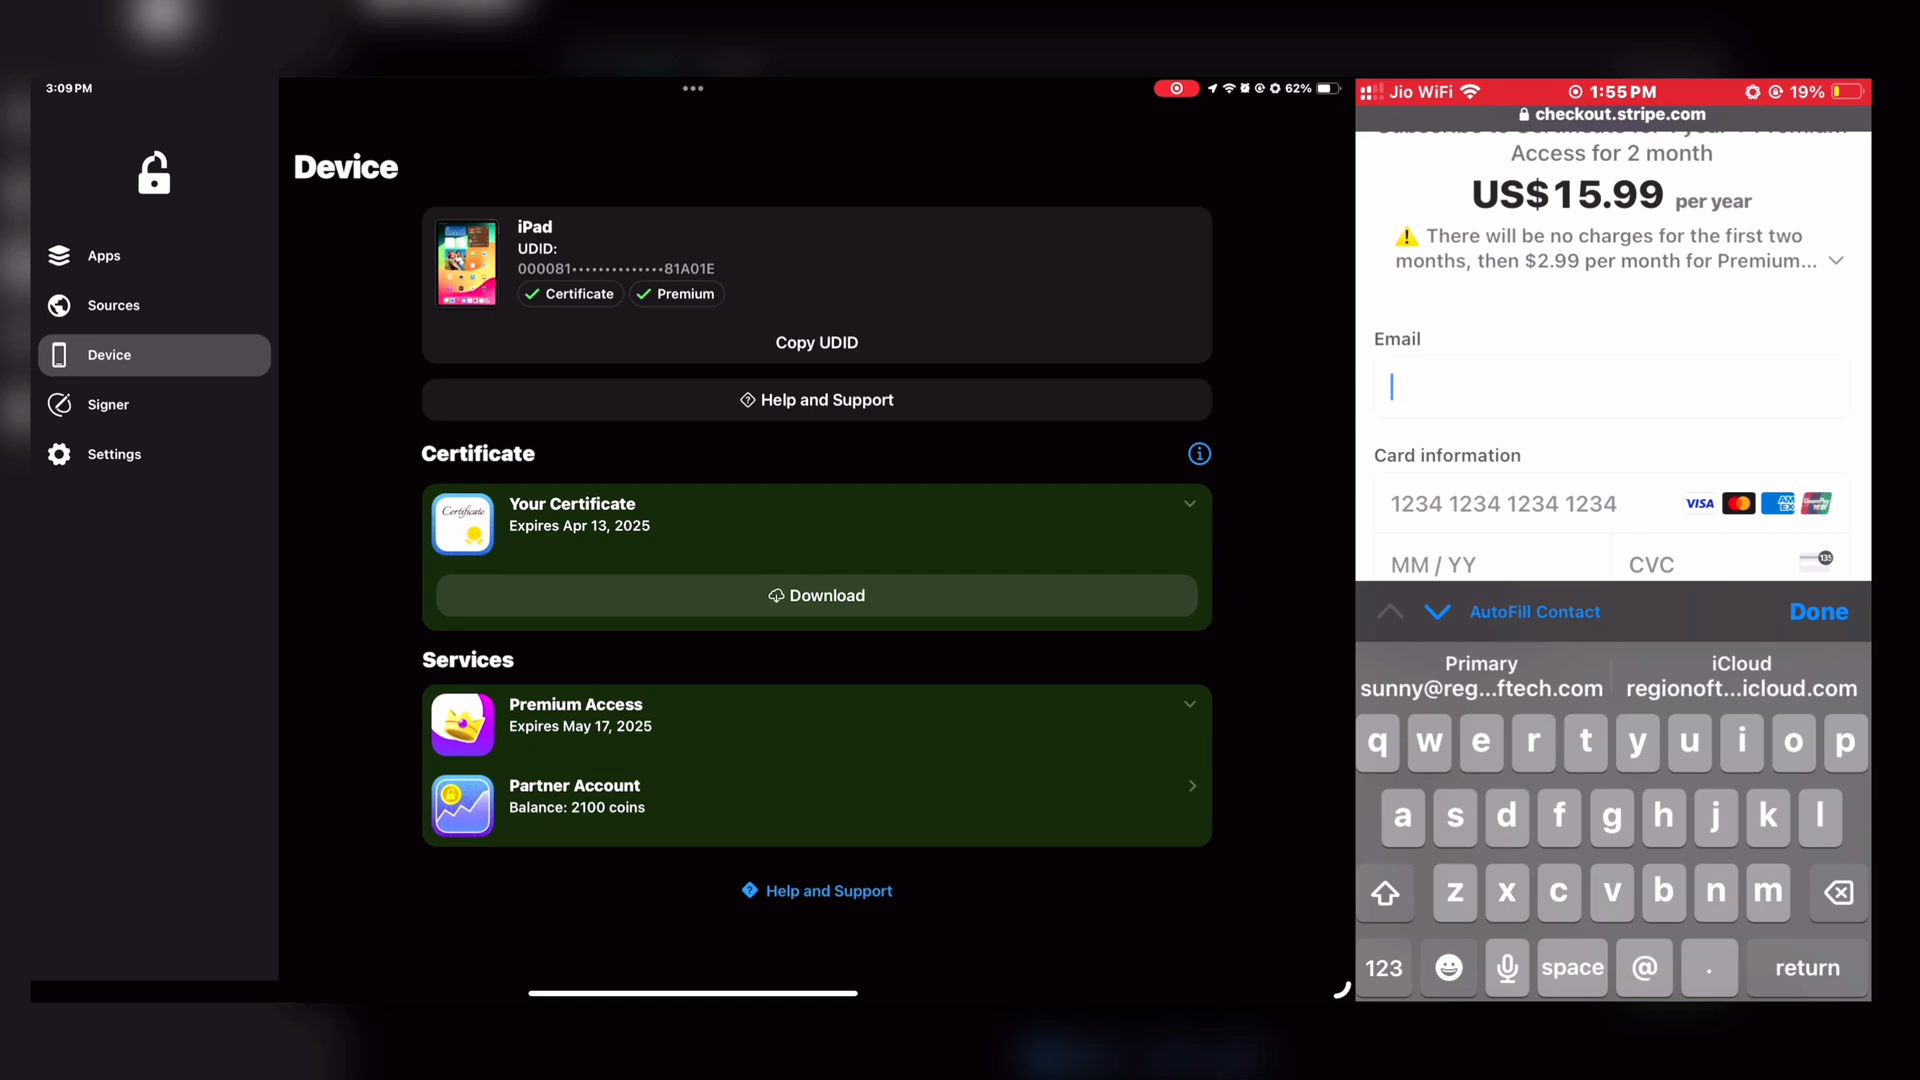 3:09 PM
62%
Apps
Sources
Device
Signer
Settings
Device
iPad
UDID:
000081••••••••••••••81A01E
Certificate
Premium
Copy UDID
Help and Support
Certificate
Certificate
Your Certificate
Expires Apr 13, 2025
Download
Services
Premium Access
Expires May 17, 2025
Partner Account
Balance: 2100 coins
Help and Support
Jio WiFi
1:55 PM
19%
checkout.stripe.com
Access for 2 month
US$15.99 per year
There will be no charges for the first two
months, then $2.99 per month for Premium...
Email
Card information
1234 1234 1234 1234
VISA
AM
EX
MM / YY
CVC
135
AutoFill Contact
Done
Primary
sunny@reg...ftech.com
iCloud
regionoft...icloud.com
q w e r t y u i o p
a s d f g h j k l
z x c v b n m
123
space
@
.
return